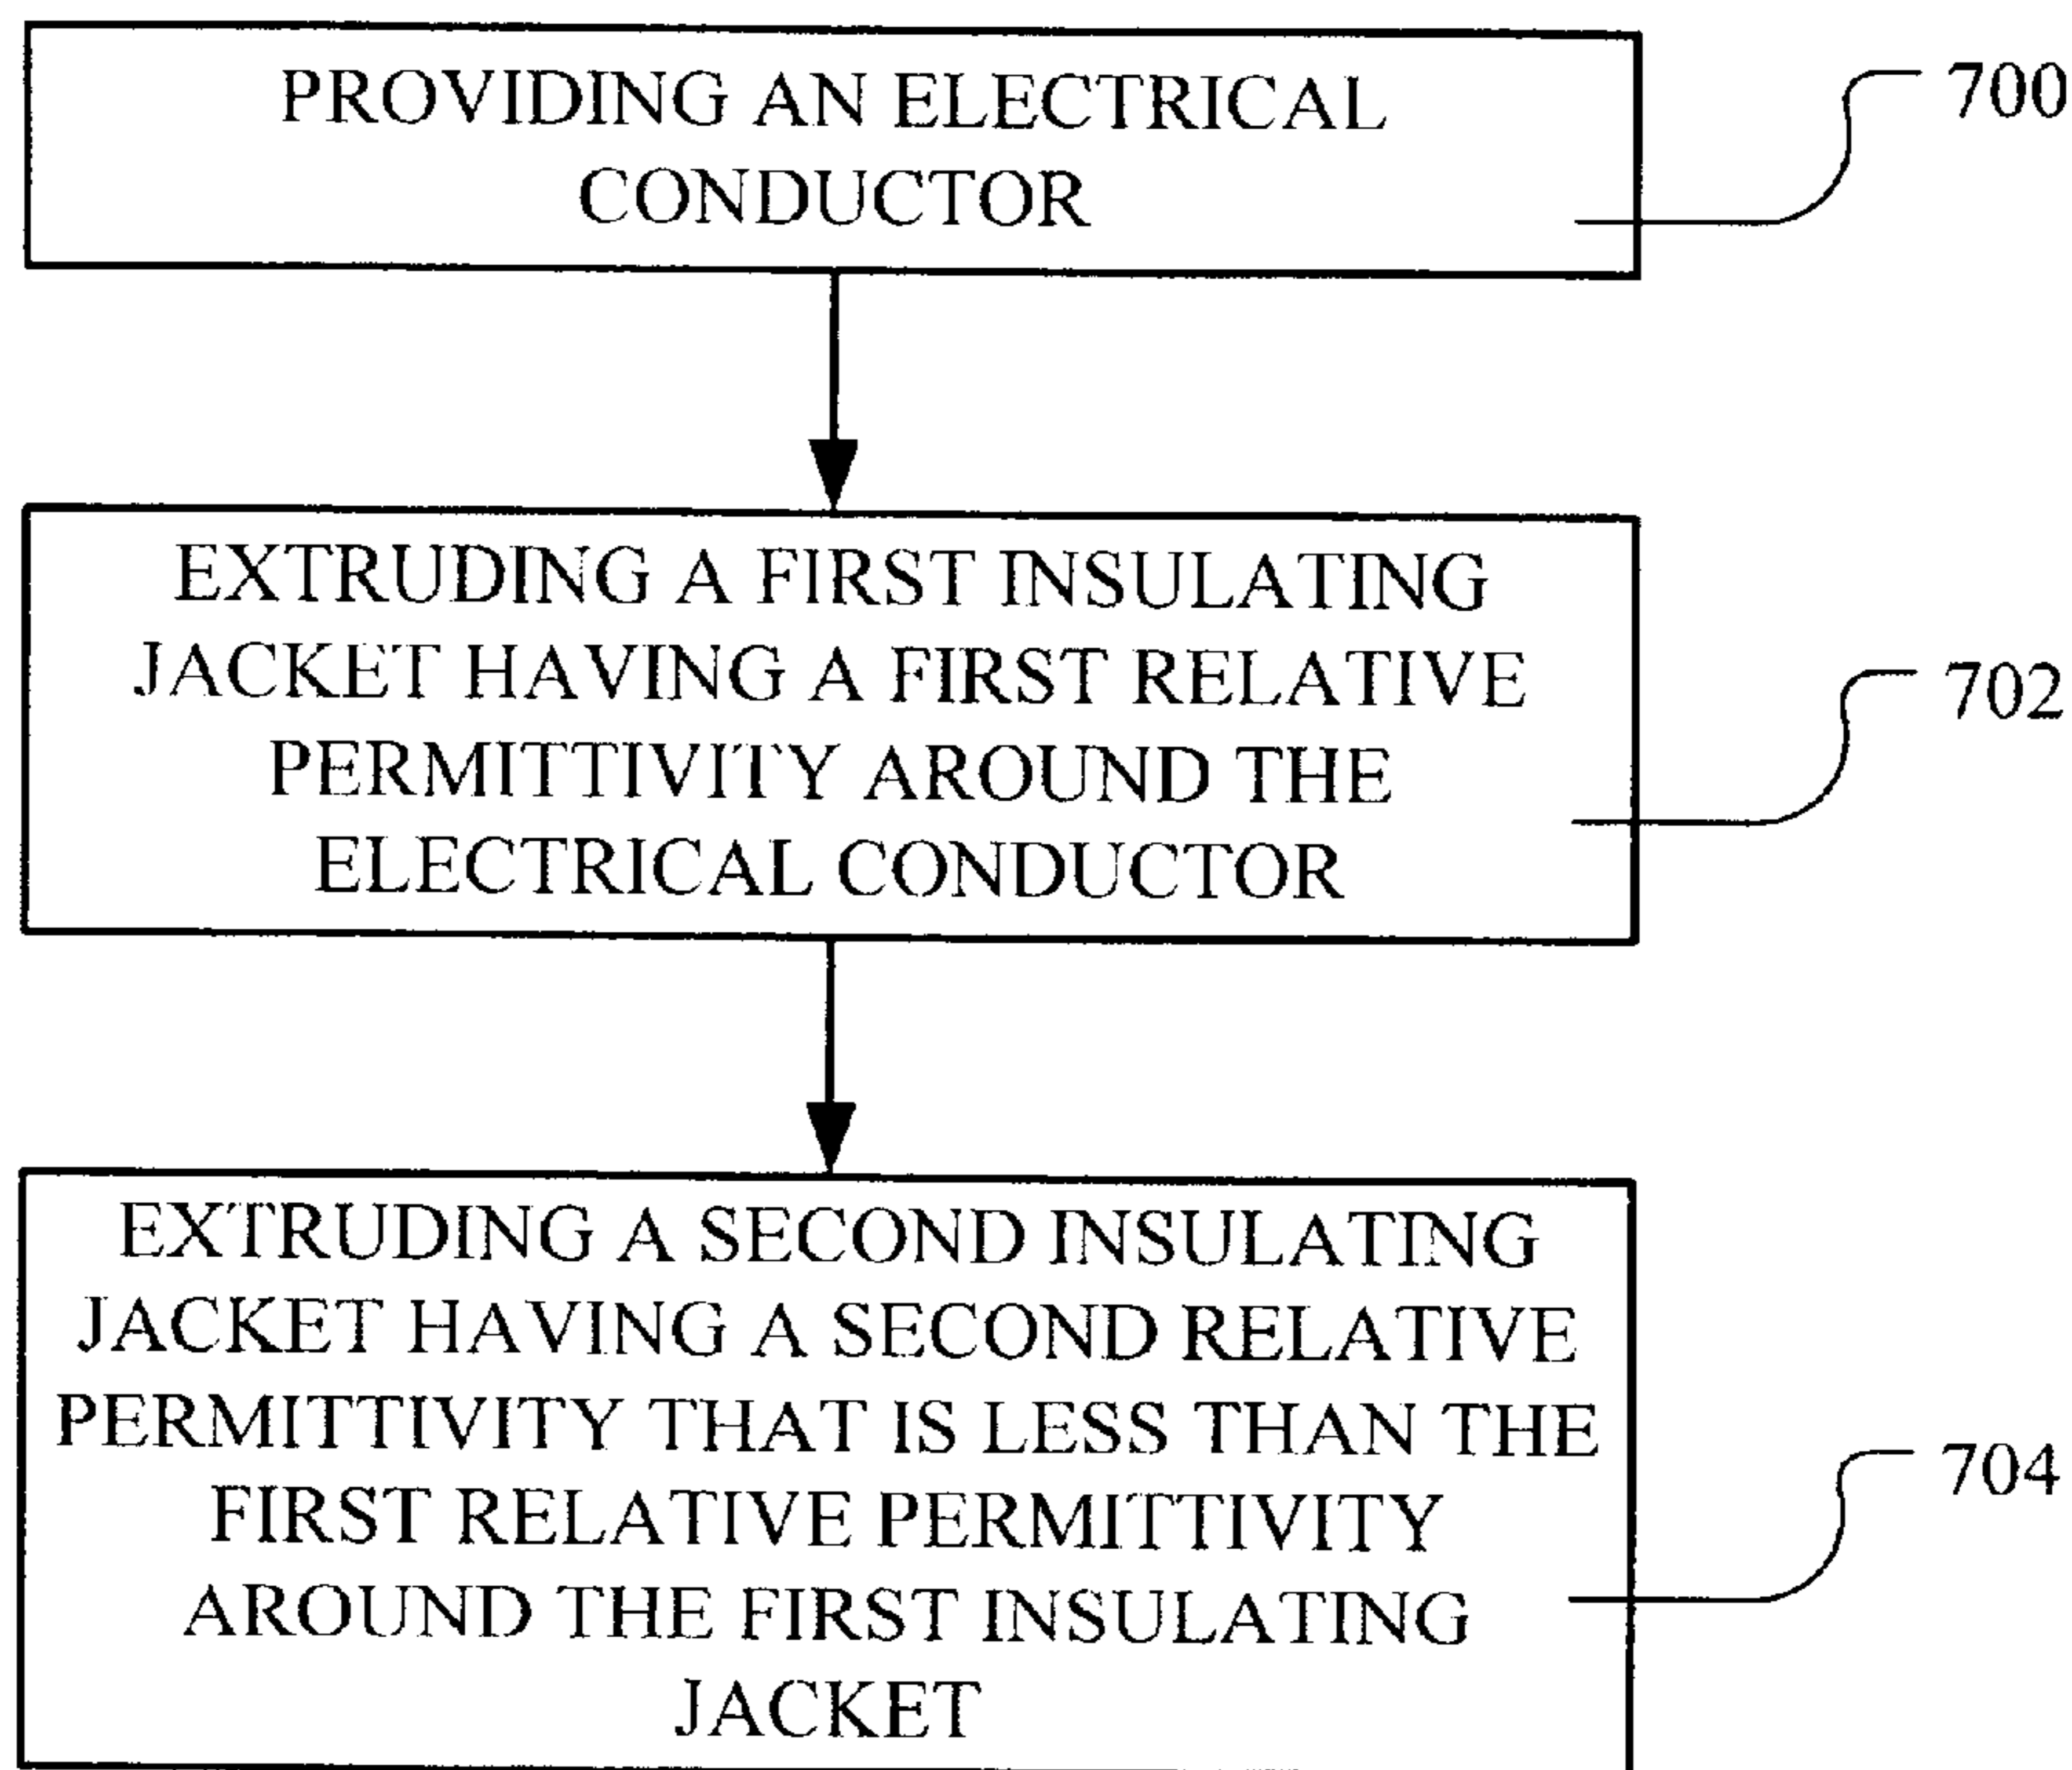 PROVIDING AN ELECTRICAL
CONDUCTOR
700
EXTRUDING A FIRST INSULATING
JACKET HAVING A FIRST RELATIVE
PERMITTIVITY AROUND THE
ELECTRICAL CONDUCTOR
702
EXTRUDING A SECOND INSULATING
JACKET HAVING A SECOND RELATIVE
PERMITTIVITY THAT IS LESS THAN THE
FIRST RELATIVE PERMITTIVITY
AROUND THE FIRST INSULATING
JACKET
704